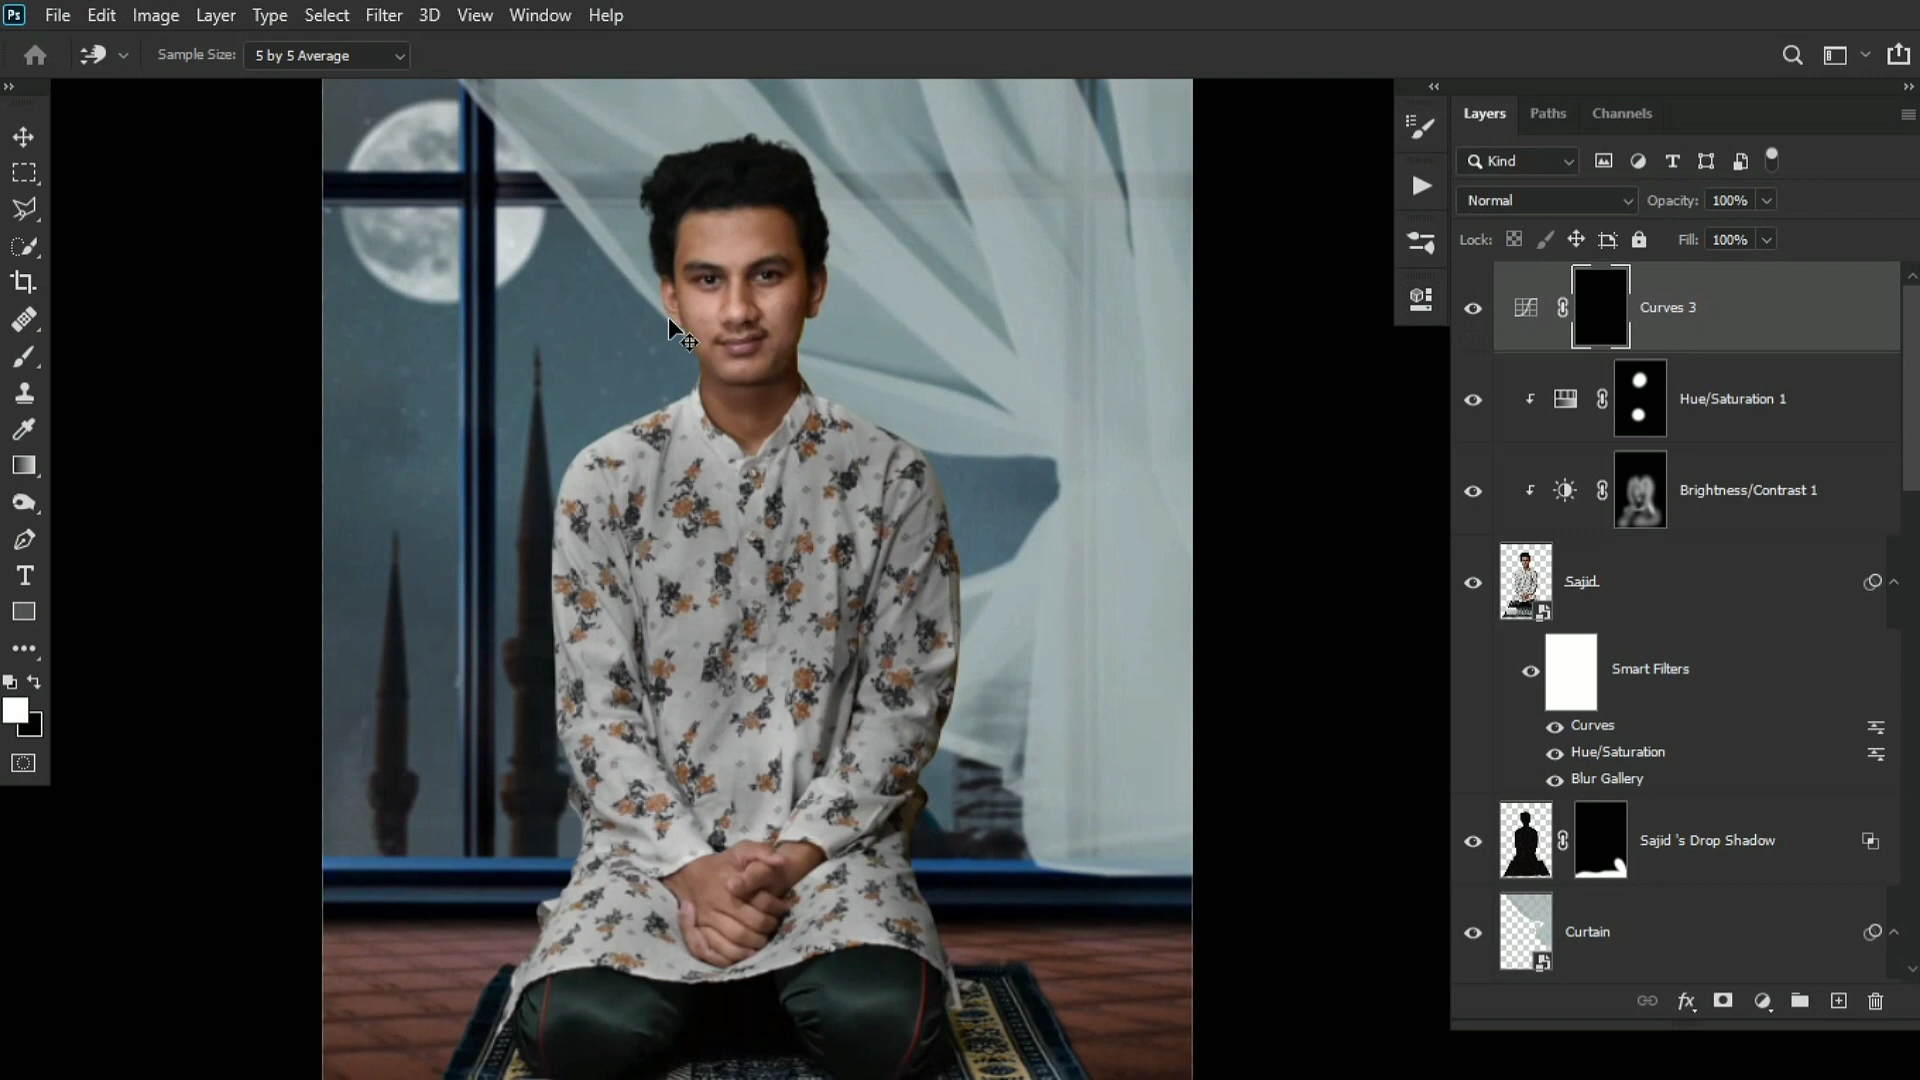 Ps File Edit Image Layer Type Select Filter 3D View Window Help
Sample Size: 5 by 5 Average
Layers Paths Channels
Kind
Normal Opacity: 100%
Lock: Fill: 100%
Curves 3
Hue/Saturation 1
Brightness/Contrast 1
Sajid.
Smart Filters
Curves
Hue/Saturation
Blur Gallery
Sajid 's Drop Shadow
Curtain
fx